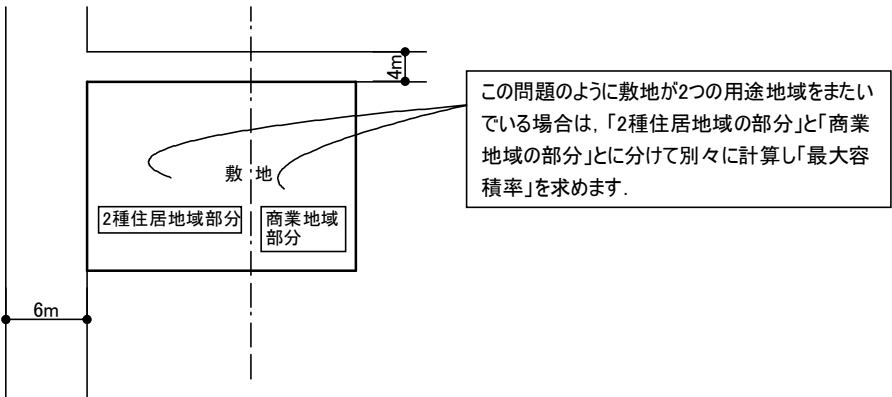 4m
この問題のように敷地が2つの用途地域をまたい
でいる場合は,「2種住居地域の部分」と「商業
地域の部分」とに分けて別々に計算し「最大容
積率」を求めます.
敷 地
2種住居地域部分
商業地域
部分
6m